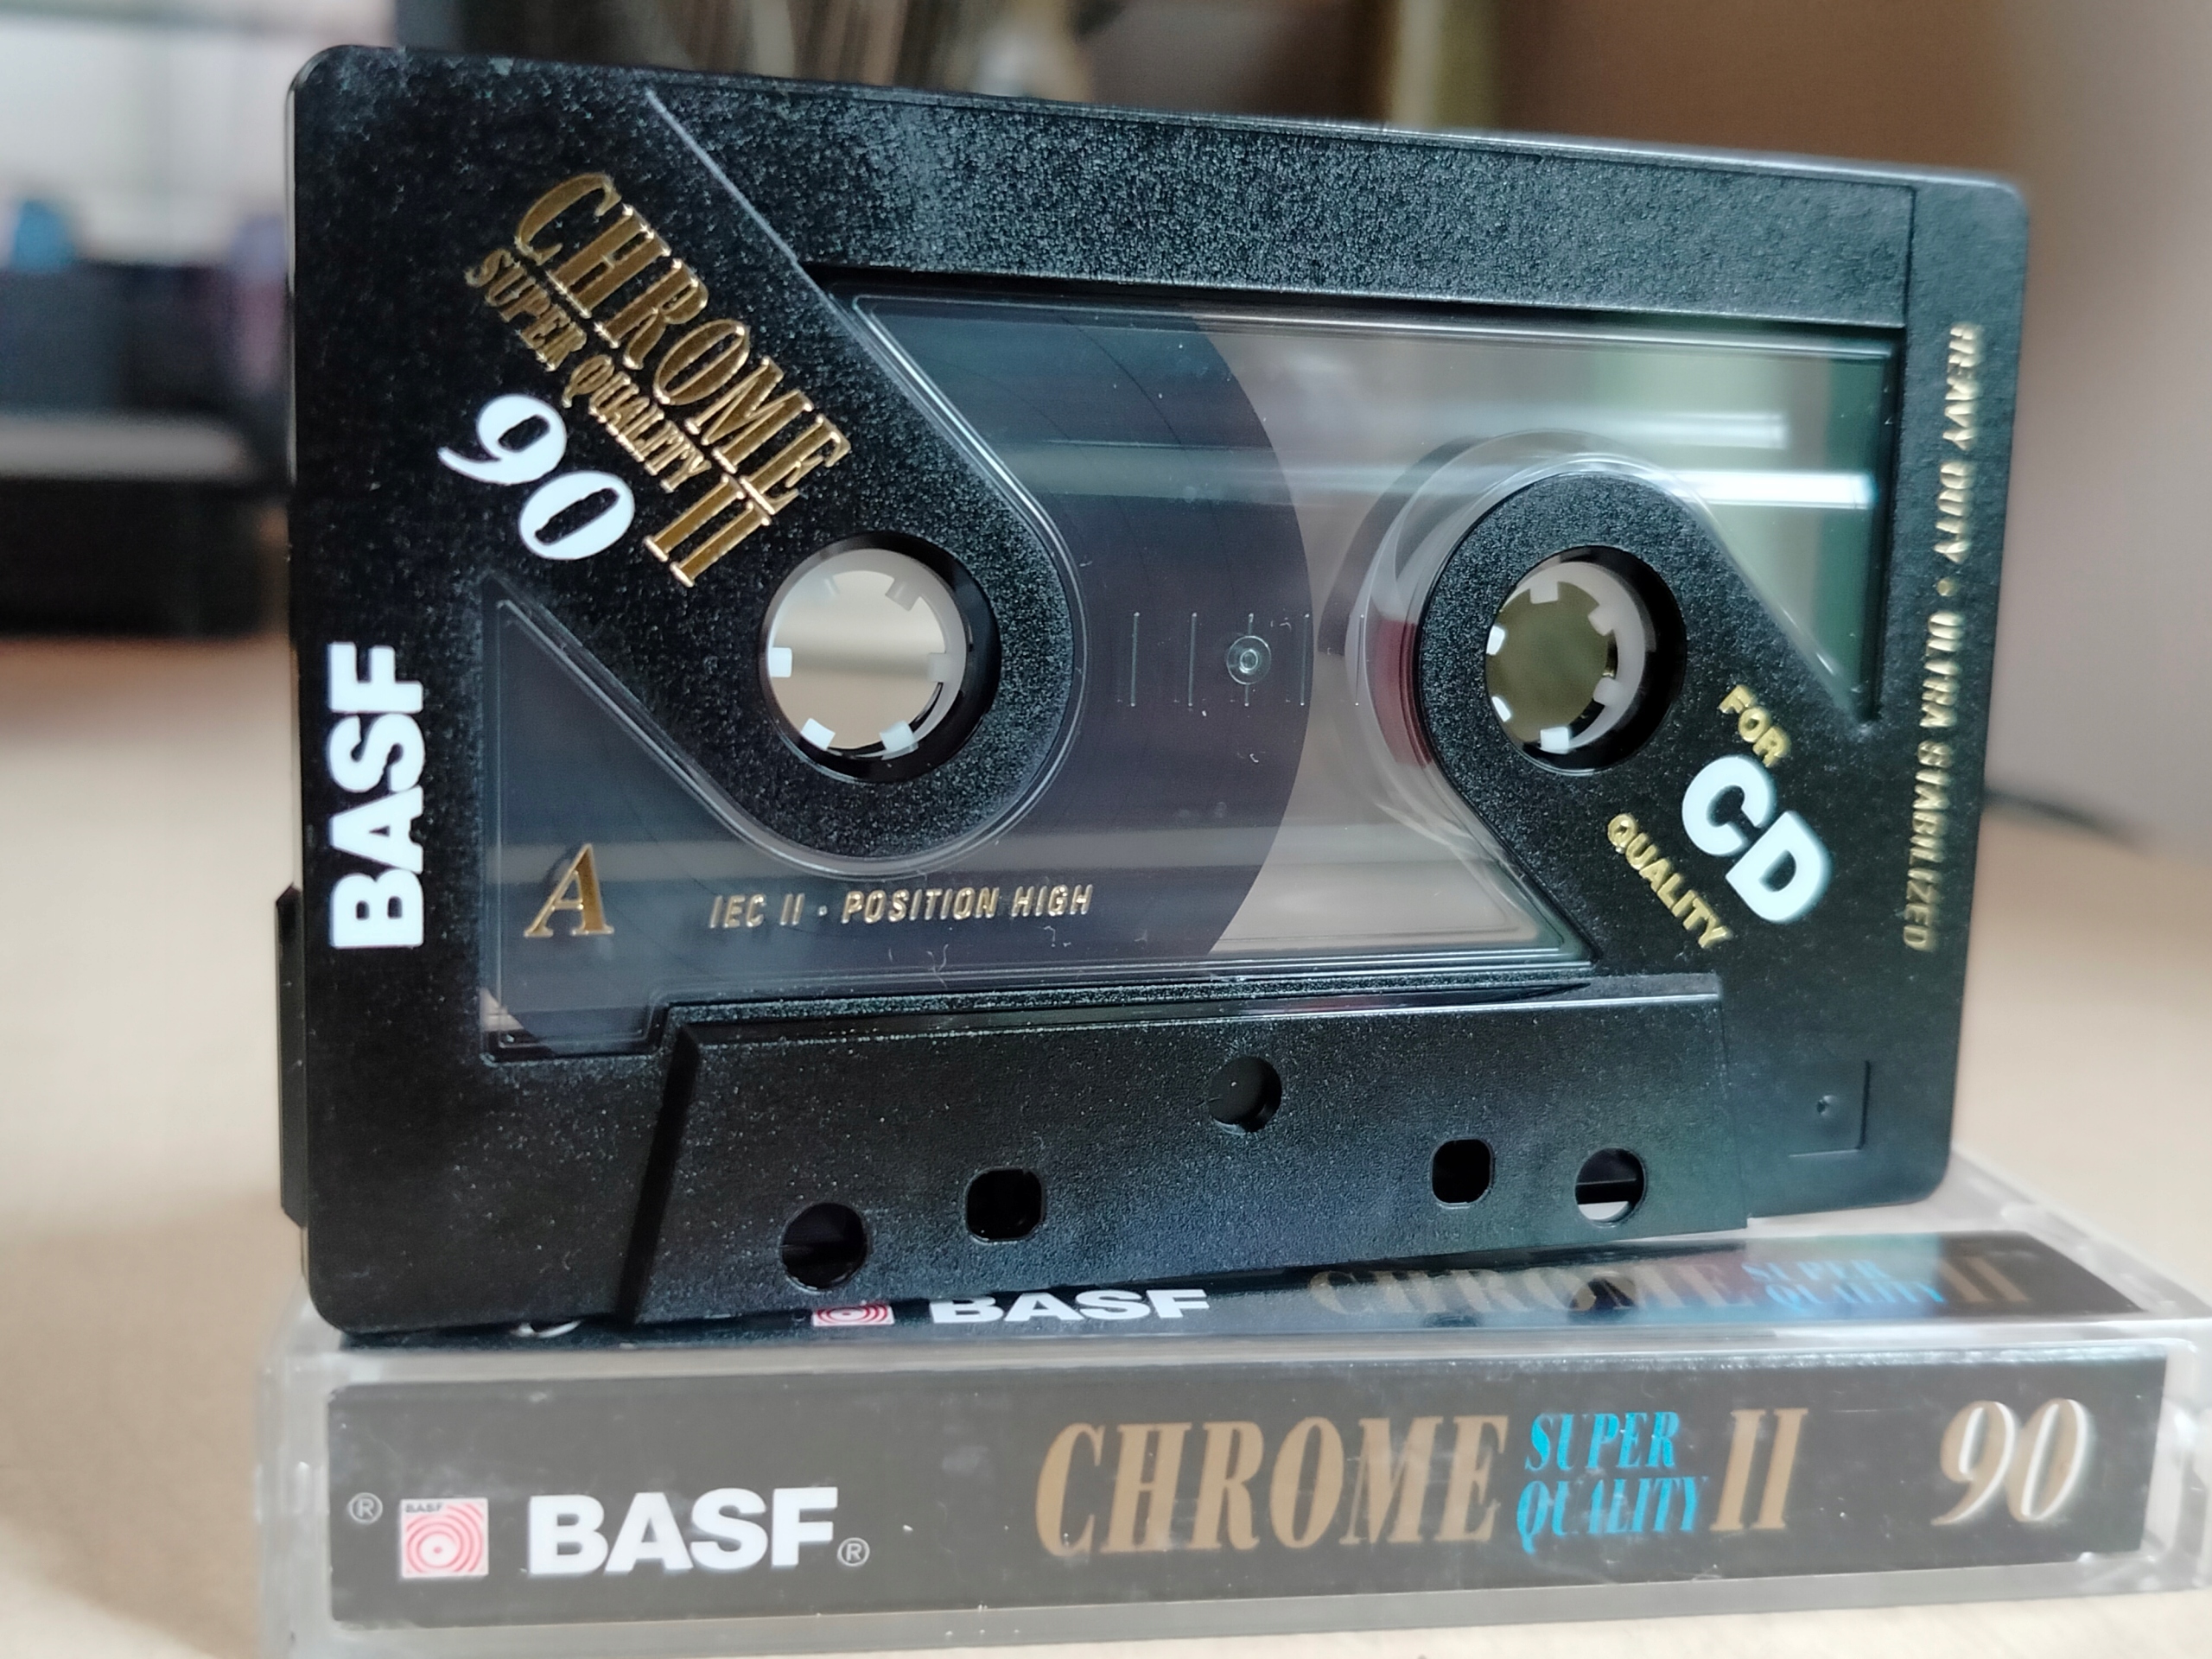 CHROME
SUPER QUALITY II
90
BASF
A
IEC II · POSITION HIGH
FOR
CD
QUALITY
HEAVY DUTY · ULTRA STABILIZED
BASF CHROME SUPER QUALITY II
® BASF BASF® CHROME SUPER QUALITY II 90